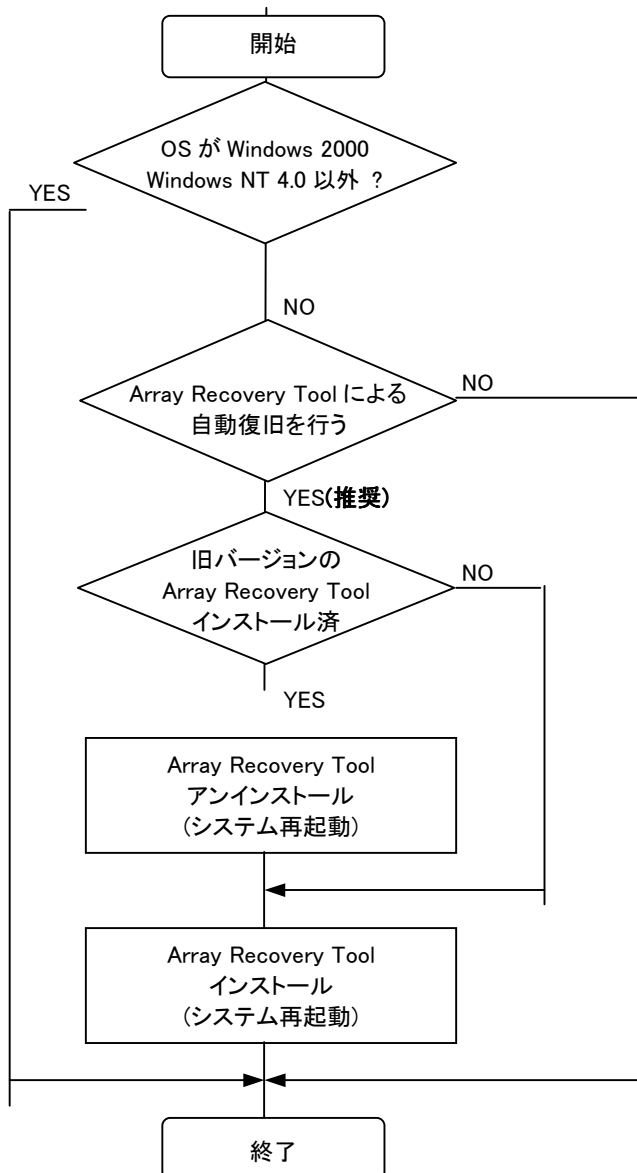 開始
OS が Windows 2000
Windows NT 4.0 以外 ?
YES
NO
Array Recovery Tool による
自動復旧を行う
NO
YES(推奨)
旧バージョンの
Array Recovery Tool
インストール済
NO
YES
Array Recovery Tool
アンインストール
(システム再起動)
Array Recovery Tool
インストール
(システム再起動)
終了